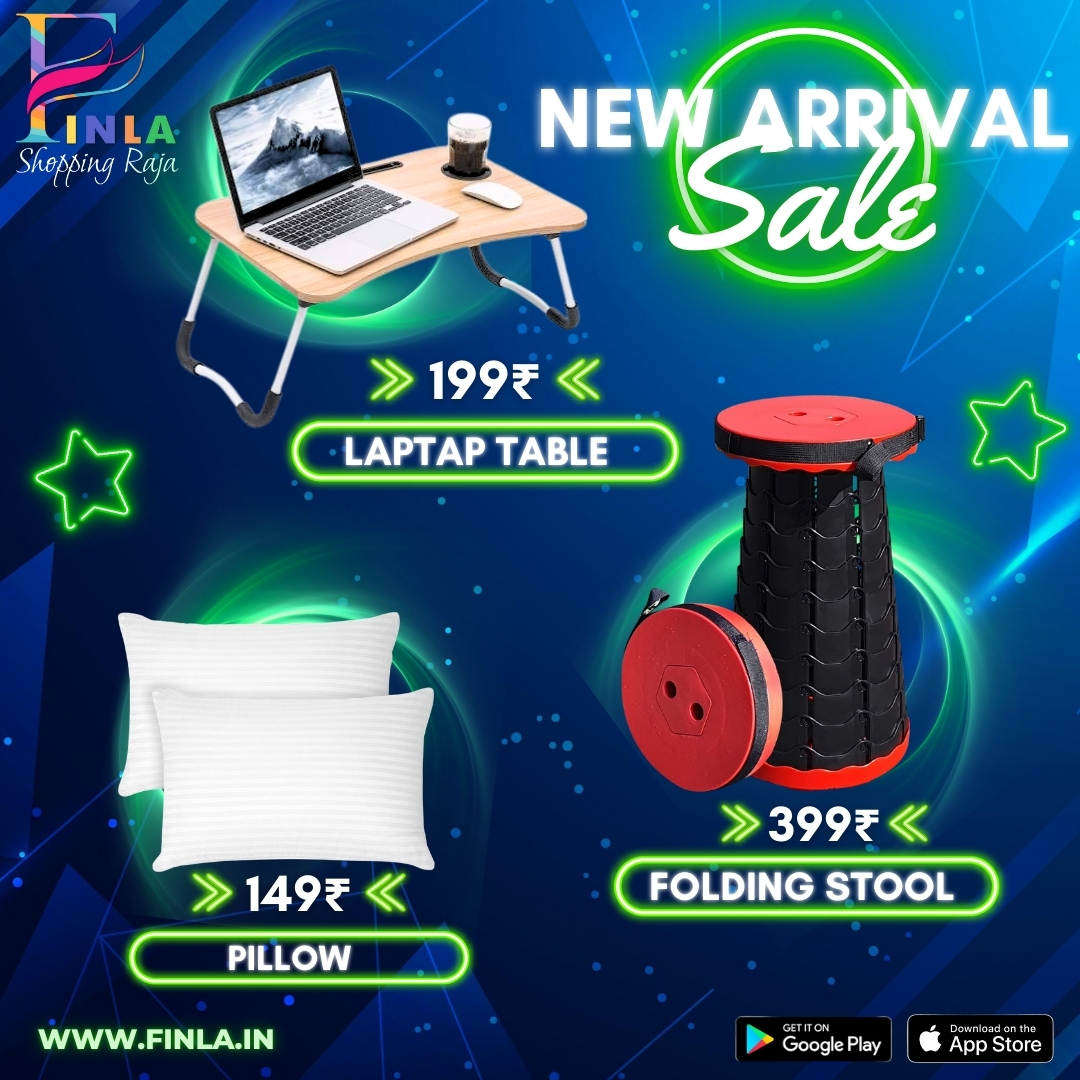 FINLA
Shopping Raja
NEW ARRIVAL
Sale
199₹
LAPTAP TABLE
399₹
FOLDING STOOL
149₹
PILLOW
WWW.FINLA.IN
GET IT ON
Google Play
Download on the
App Store